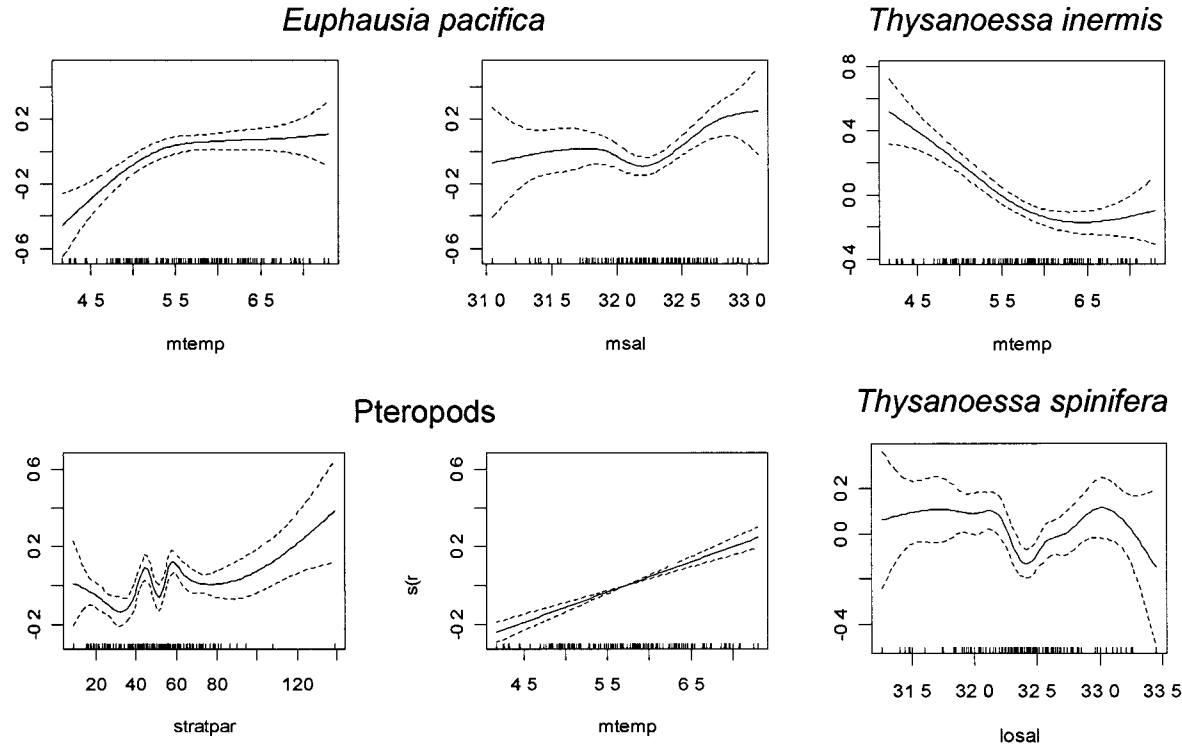 Euphausia pacifica
Thysanoessa inermis
0 2
-0 2
-0 6
4 5 5 5 6 5
mtemp
0 2
-0 2
-0 6
31 0 31 5 32 0 32 5 33 0
msal
0 8
0 4
0 0
-0 4
4 5 5 5 6 5
mtemp
Pteropods
Thysanoessa spinifera
0 6
0 2
-0 2
20 40 60 80 120
stratpar
0 6
0 2
-0 2
s(r
4 5 5 5 6 5
mtemp
0 2
0 0
-0 4
31 5 32 0 32 5 33 0 33 5
losal